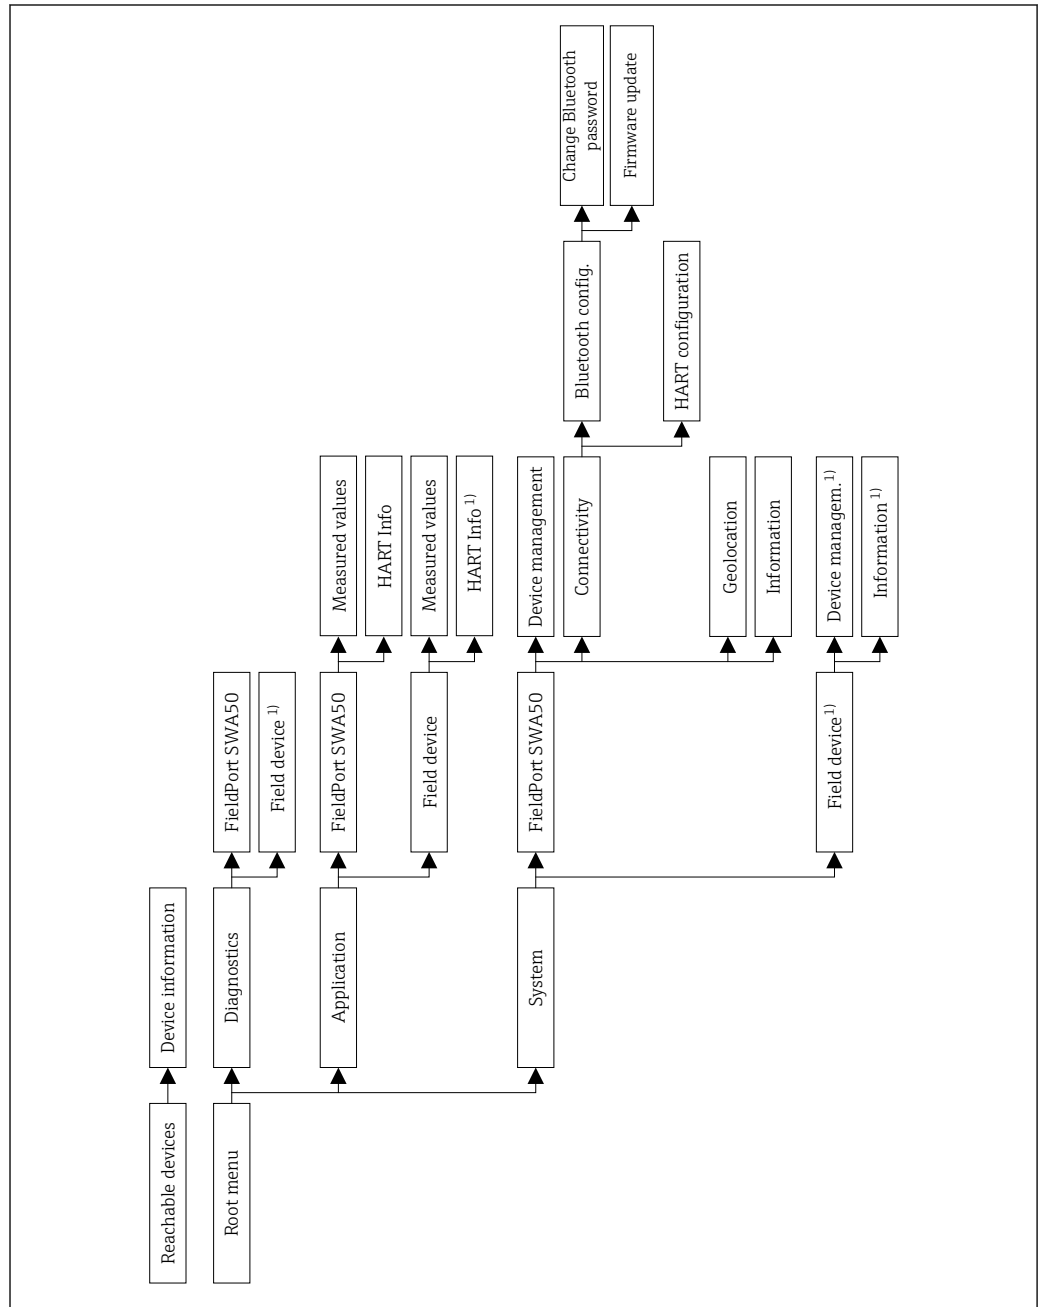 Reachable devices
Device information
Root menu
Diagnostics
FieldPort SWA50
Field device 1)
Application
FieldPort SWA50
Measured values
HART Info
Field device
Measured values
HART Info 1)
System
FieldPort SWA50
Device management
Connectivity
Bluetooth config.
Change Bluetooth
password
Firmware update
HART configuration
Geolocation
Information
Field device1)
Device managem.1)
Information 1)